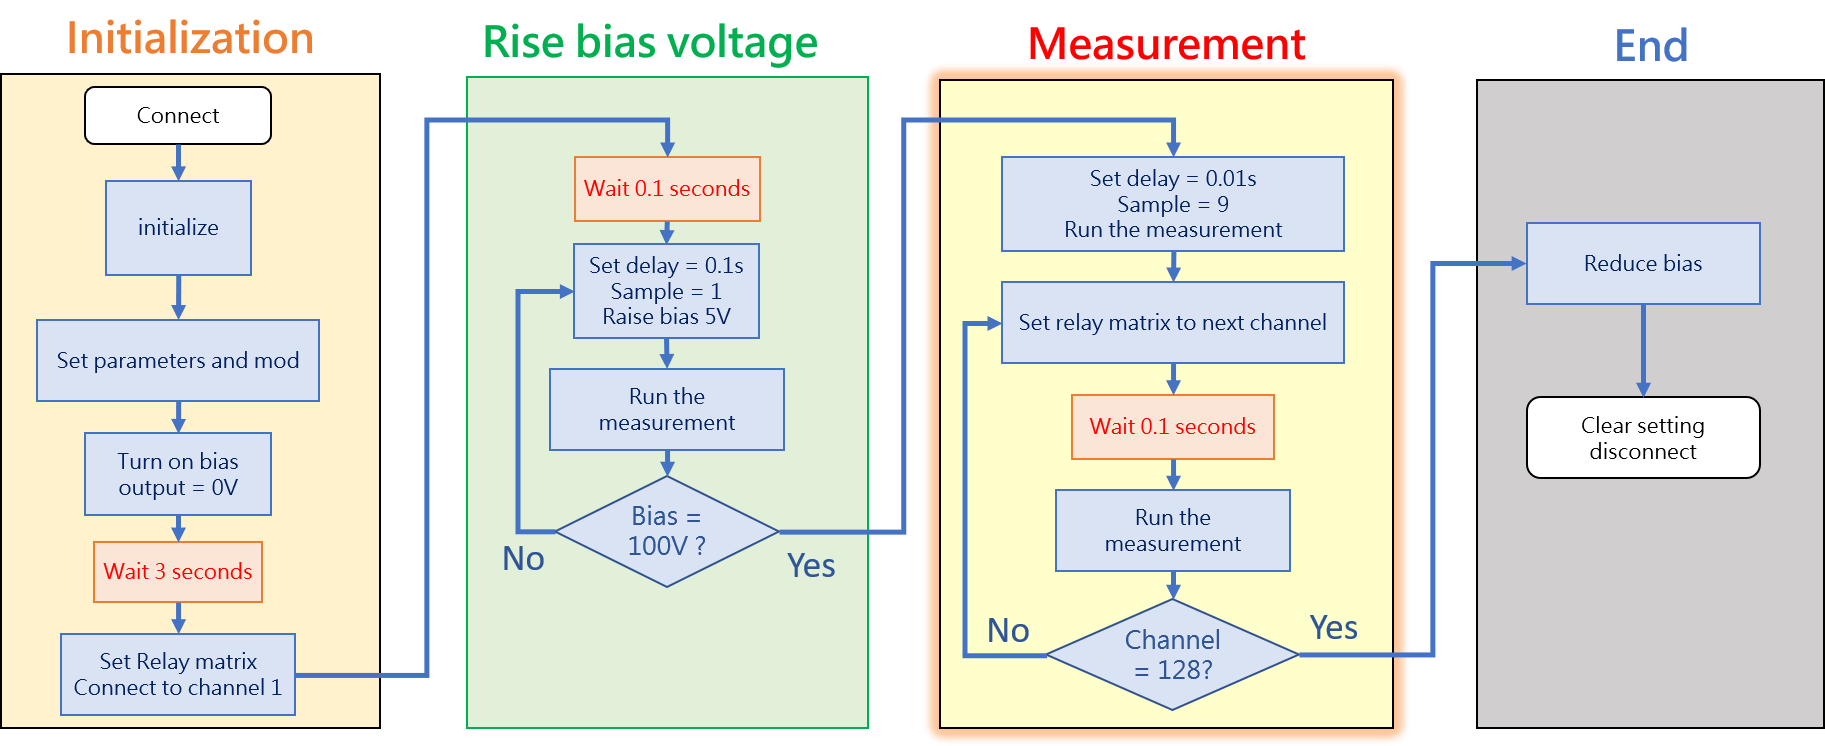 Initialization
Connect
initialize
Set parameters and mod
Turn on bias
output = 0V
Wait 3 seconds
Set Relay matrix
Connect to channel 1
Rise bias voltage
Wait 0.1 seconds
Set delay = 0.1s
Sample = 1
Raise bias 5V
Run the
measurement
Bias =
100V ?
No
Yes
Measurement
Set delay = 0.01s
Sample = 9
Run the measurement
Set relay matrix to next channel
Wait 0.1 seconds
Run the
measurement
Channel
= 128?
No
Yes
End
Reduce bias
Clear setting
disconnect